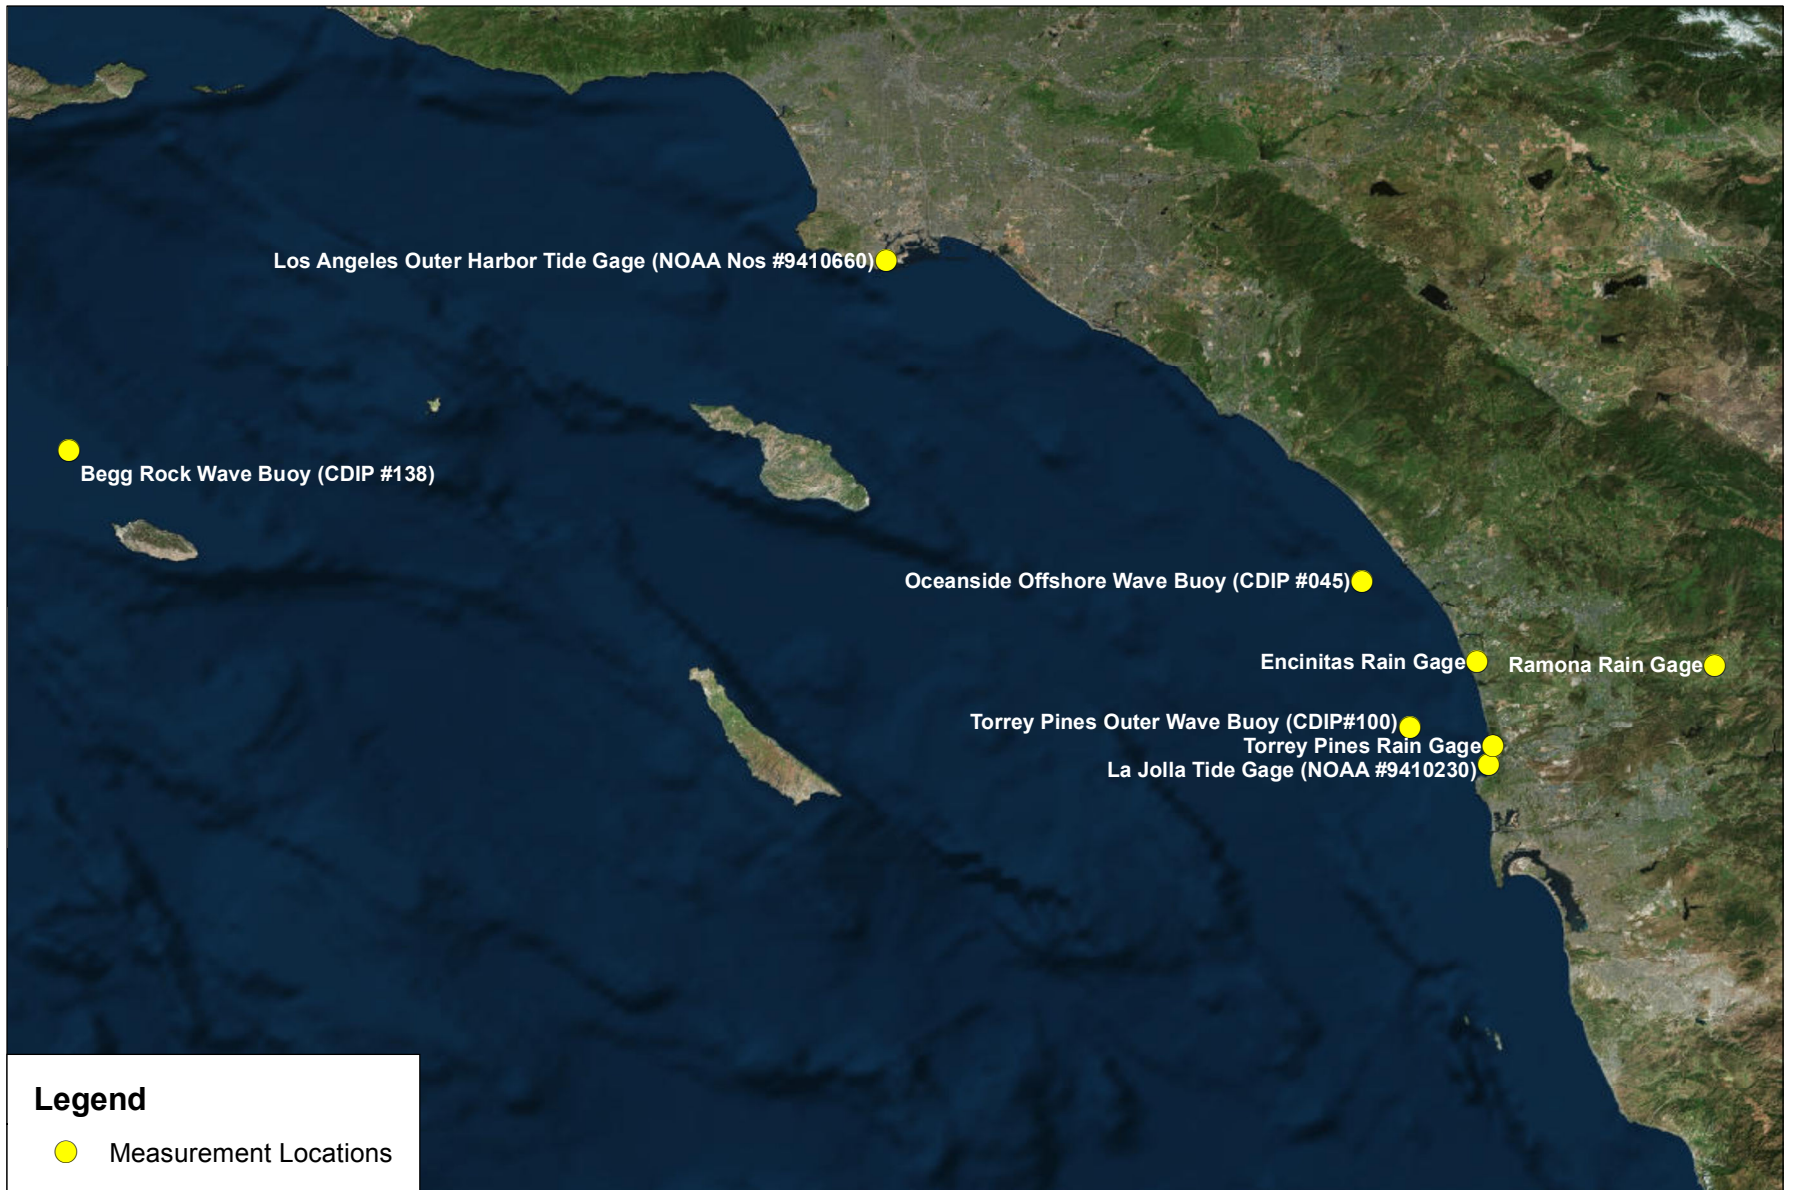 Los Angeles Outer Harbor Tide Gage (NOAA Nos #9410660)
Begg Rock Wave Buoy (CDIP #138)
Oceanside Offshore Wave Buoy (CDIP #045)
Encinitas Rain Gage
Ramona Rain Gage
Torrey Pines Outer Wave Buoy (CDIP#100)
Torrey Pines Rain Gage
La Jolla Tide Gage (NOAA #9410230)
Legend
Measurement Locations